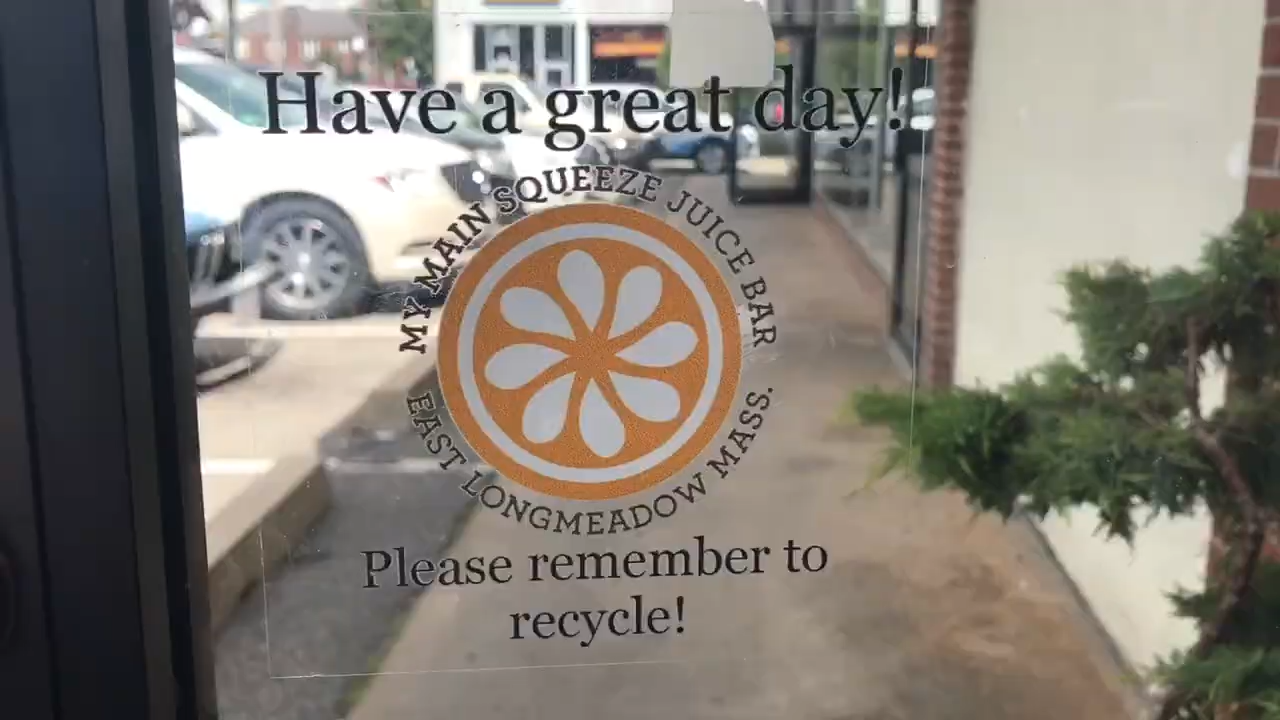 Have a great day!
MY MAIN SQUEEZE JUICE BAR
EAST LONGMEADOW MASS.
Please remember to
recycle!